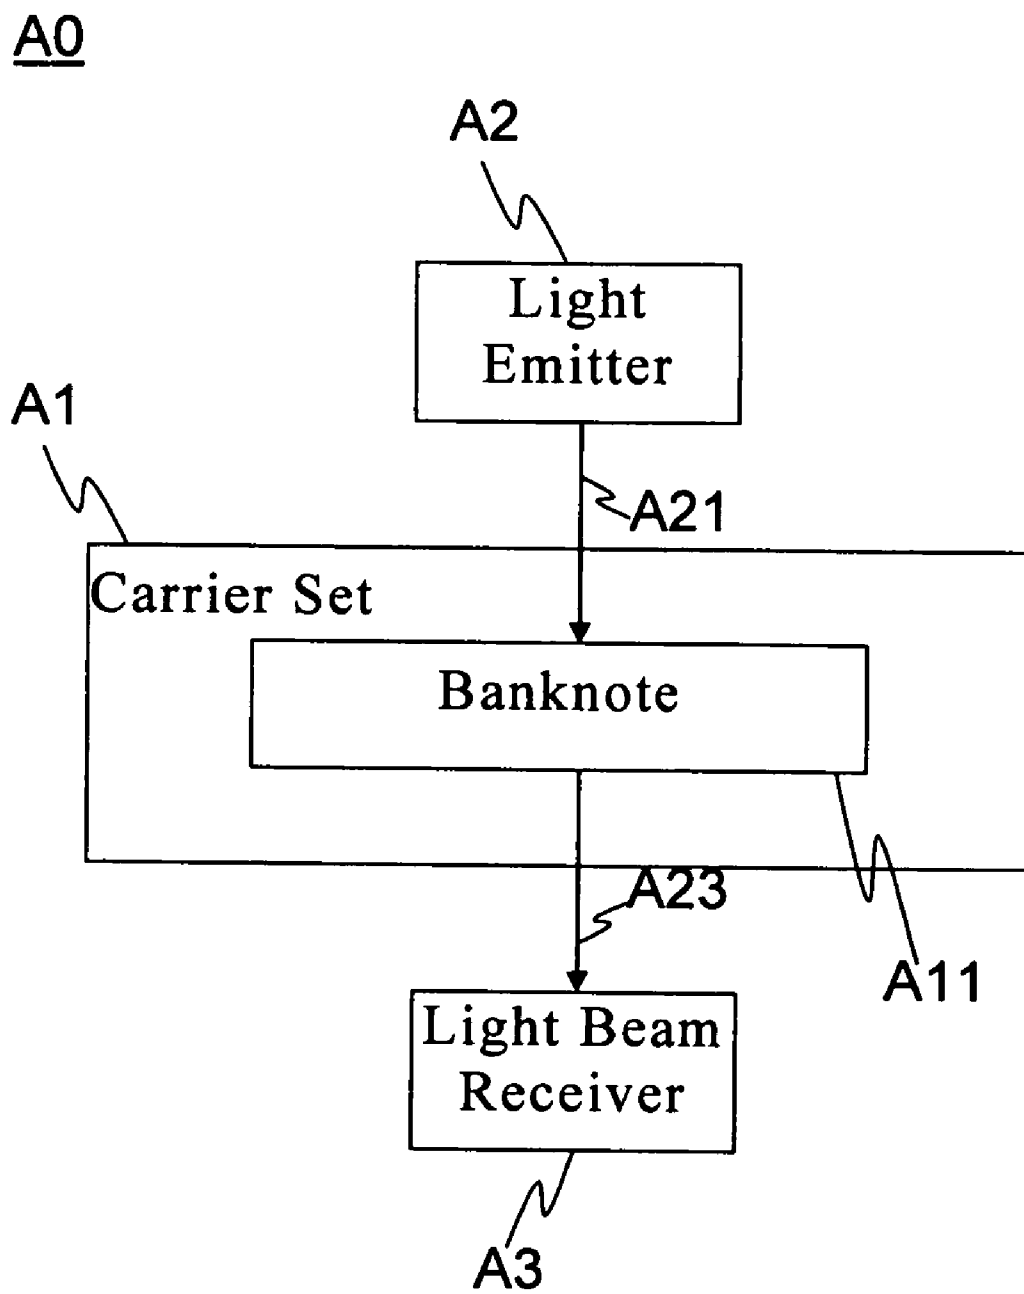 A0
A2
Light
Emitter
A1
A21
Carrier Set
Banknote
A23
A11
Light Beam
Receiver
A3